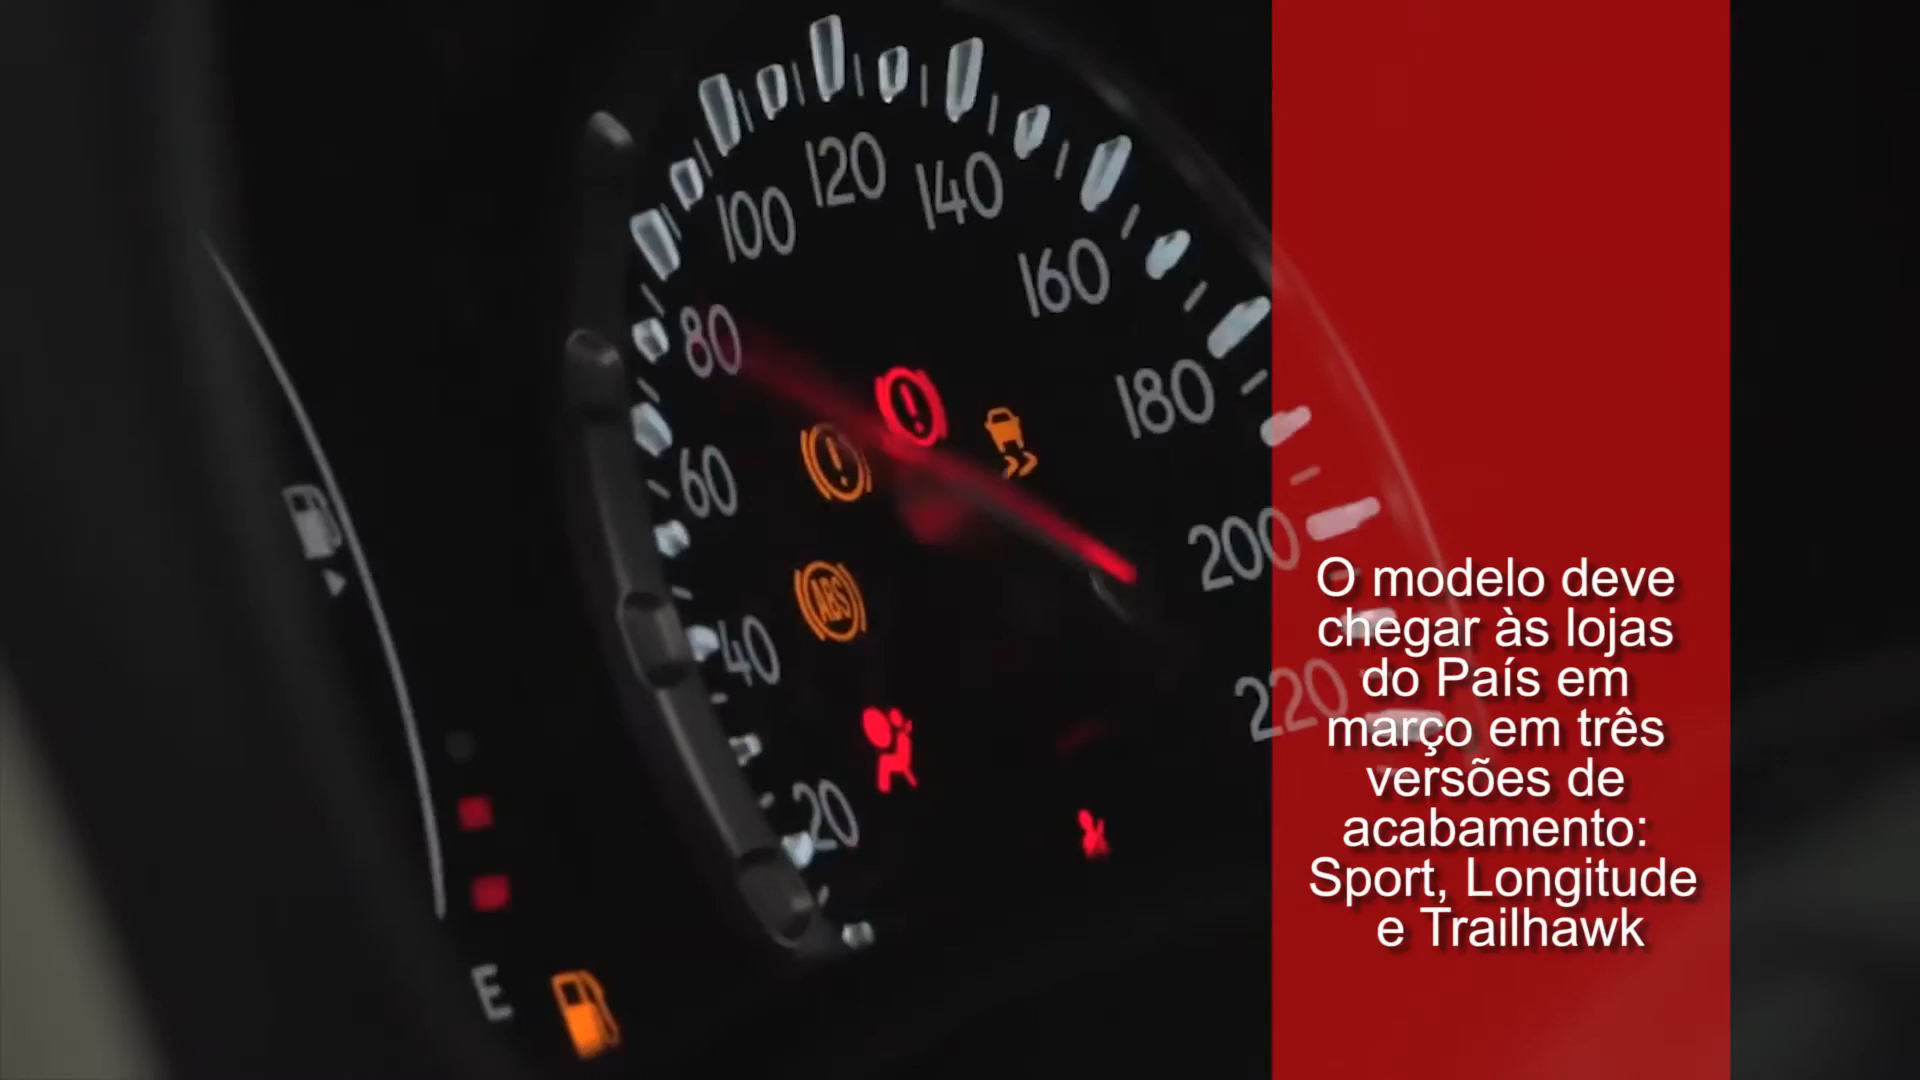 120
140
100
160
80
180
60
200
ABS
40
220
20
E
O modelo deve
chegar às lojas
do País em
março em três
versões de
acabamento:
Sport, Longitude
e Trailhawk